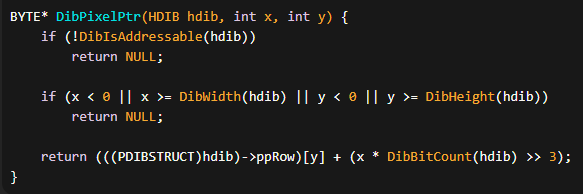 BYTE* DibPixelPtr(HDIB hdib, int x, int y) {
    if (!DibIsAddressable(hdib))
        return NULL;

    if (x < 0 || x >= DibWidth(hdib) || y < 0 || y >= DibHeight(hdib))
        return NULL;

    return (((PDIBSTRUCT)hdib)->ppRow)[y] + (x * DibBitCount(hdib) >> 3);
}